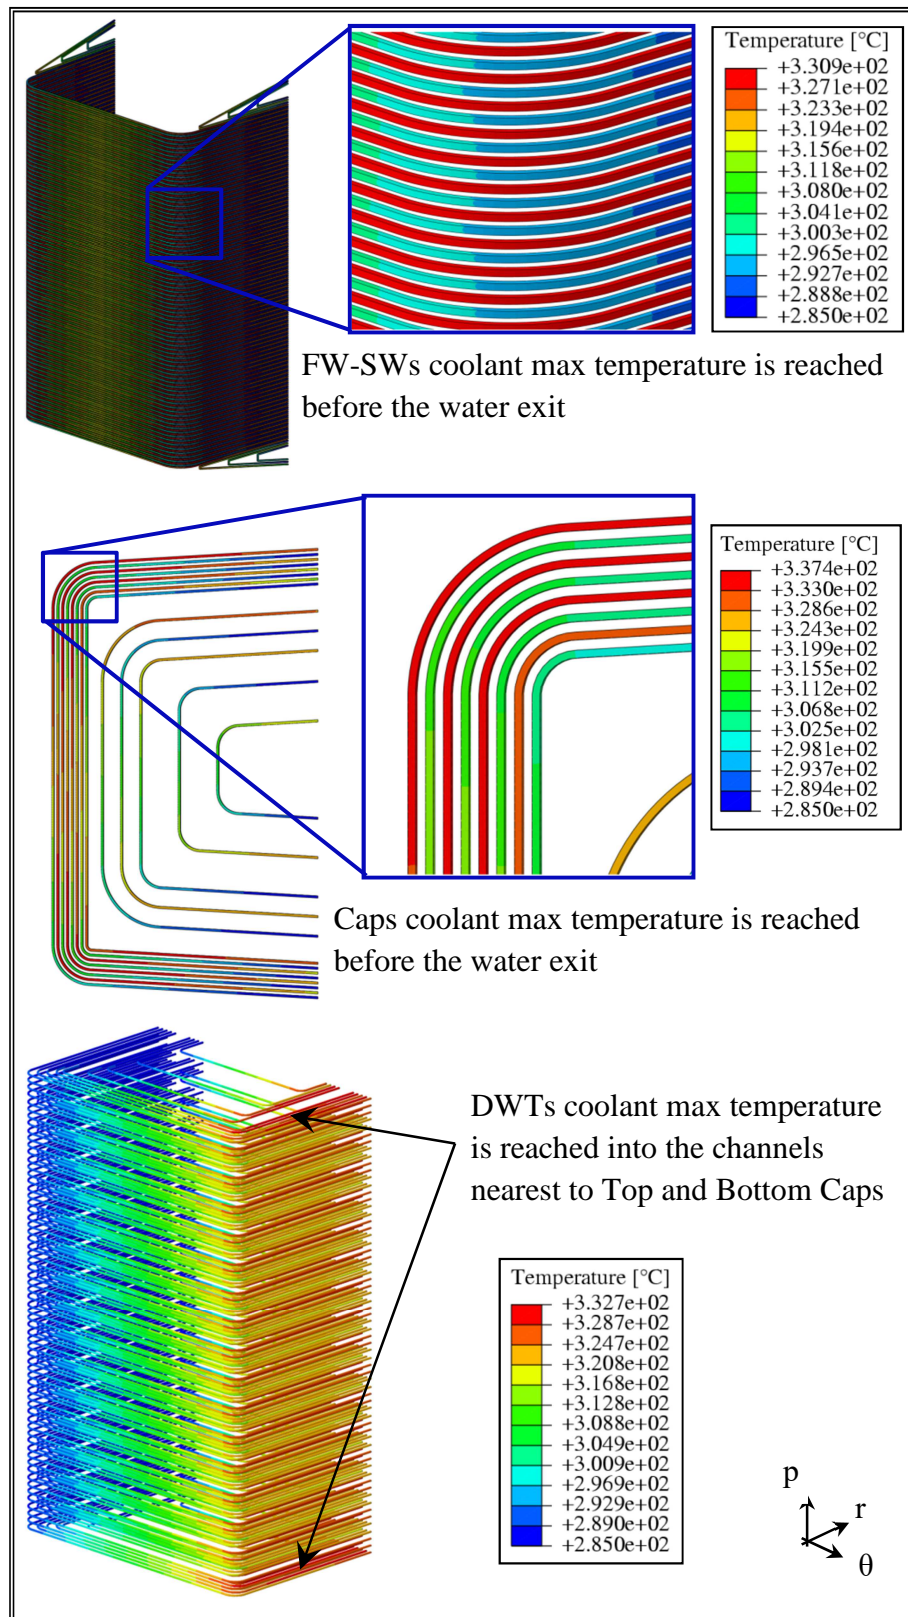 Temperature [°C]
+3.309e+02
+3.271e+02
+3.233e+02
+3.194e+02
+3.156e+02
+3.118e+02
+3.080e+02
+3.041e+02
+3.003e+02
+2.965e+02
+2.927e+02
+2.888e+02
+2.850e+02
FW-SWs coolant max temperature is reached
before the water exit
Temperature [°C]
+3.374e+02
+3.330e+02
+3.286e+02
+3.243e+02
+3.199e+02
+3.155e+02
+3.112e+02
+3.068e+02
+3.025e+02
+2.981e+02
+2.937e+02
+2.894e+02
+2.850e+02
Caps coolant max temperature is reached
before the water exit
DWTs coolant max temperature
is reached into the channels
nearest to Top and Bottom Caps
Temperature [°C]
+3.327e+02
+3.287e+02
+3.247e+02
+3.208e+02
+3.168e+02
+3.128e+02
+3.088e+02
+3.049e+02
+3.009e+02
+2.969e+02
+2.929e+02
+2.890e+02
+2.850e+02
p
r
θ